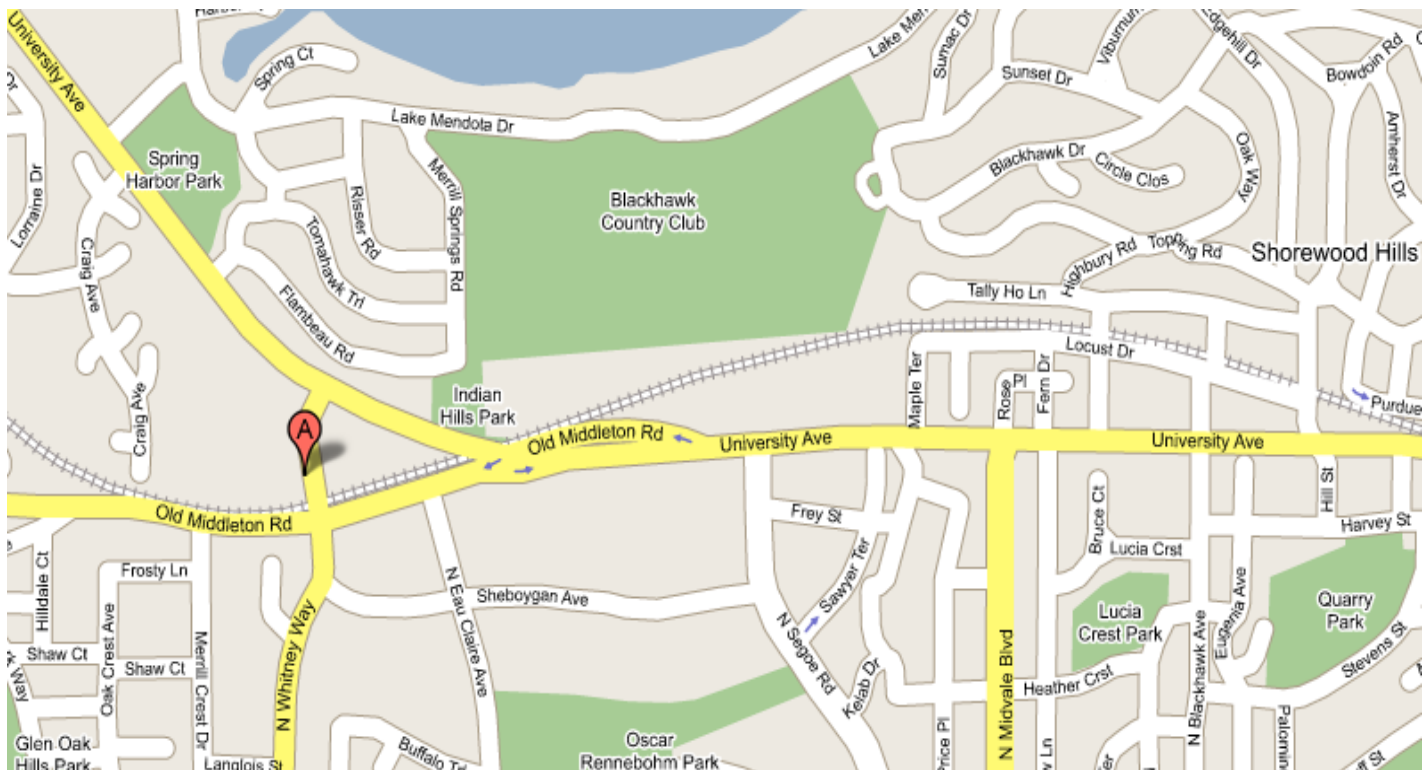 University Ave
Spring Ct
Lake Mendota Dr
Sumac Dr
Sunset Dr
Edgehill Dr
Bowdoin Rd
Amherst Dr
Lorraine Dr
Spring
Harbor Park
Risser Rd
Merrill Springs Rd
Blackhawk
Country Club
Blackhawk Dr
Circle Clos
Oak Way
Craig Ave
Tomahawk Trl
Flambeau Rd
Highbury Rd
Shorewood Hills
Tally Ho Ln
Locust Dr
Craig Ave
Indian
Hills Park
Maple Ter
Rose Pl
Fern Dr
Purdue
A
Old Middleton Rd
University Ave
University Ave
Old Middleton Rd
Frey St
Bruce Ct
Hill St
Harvey St
Lucia Crst
Hilldale Ct
Frosty Ln
Sheboygan Ave
Sawyer Ter
N Eau Claire Ave
N Whitney Way
Oak Crest Ave
Merrill Crest Dr
Shaw Ct
Shaw Ct
N Segoe Rd
Kelab Dr
N Midvale Blvd
Lucia
Crest Park
Eugenia Ave
Quarry
Park
Stevens St
Heather Crst
N Blackhawk Ave
Price Pl
Glen Oak
Hills Park
Langlois St
Oscar
Rennebohm Park